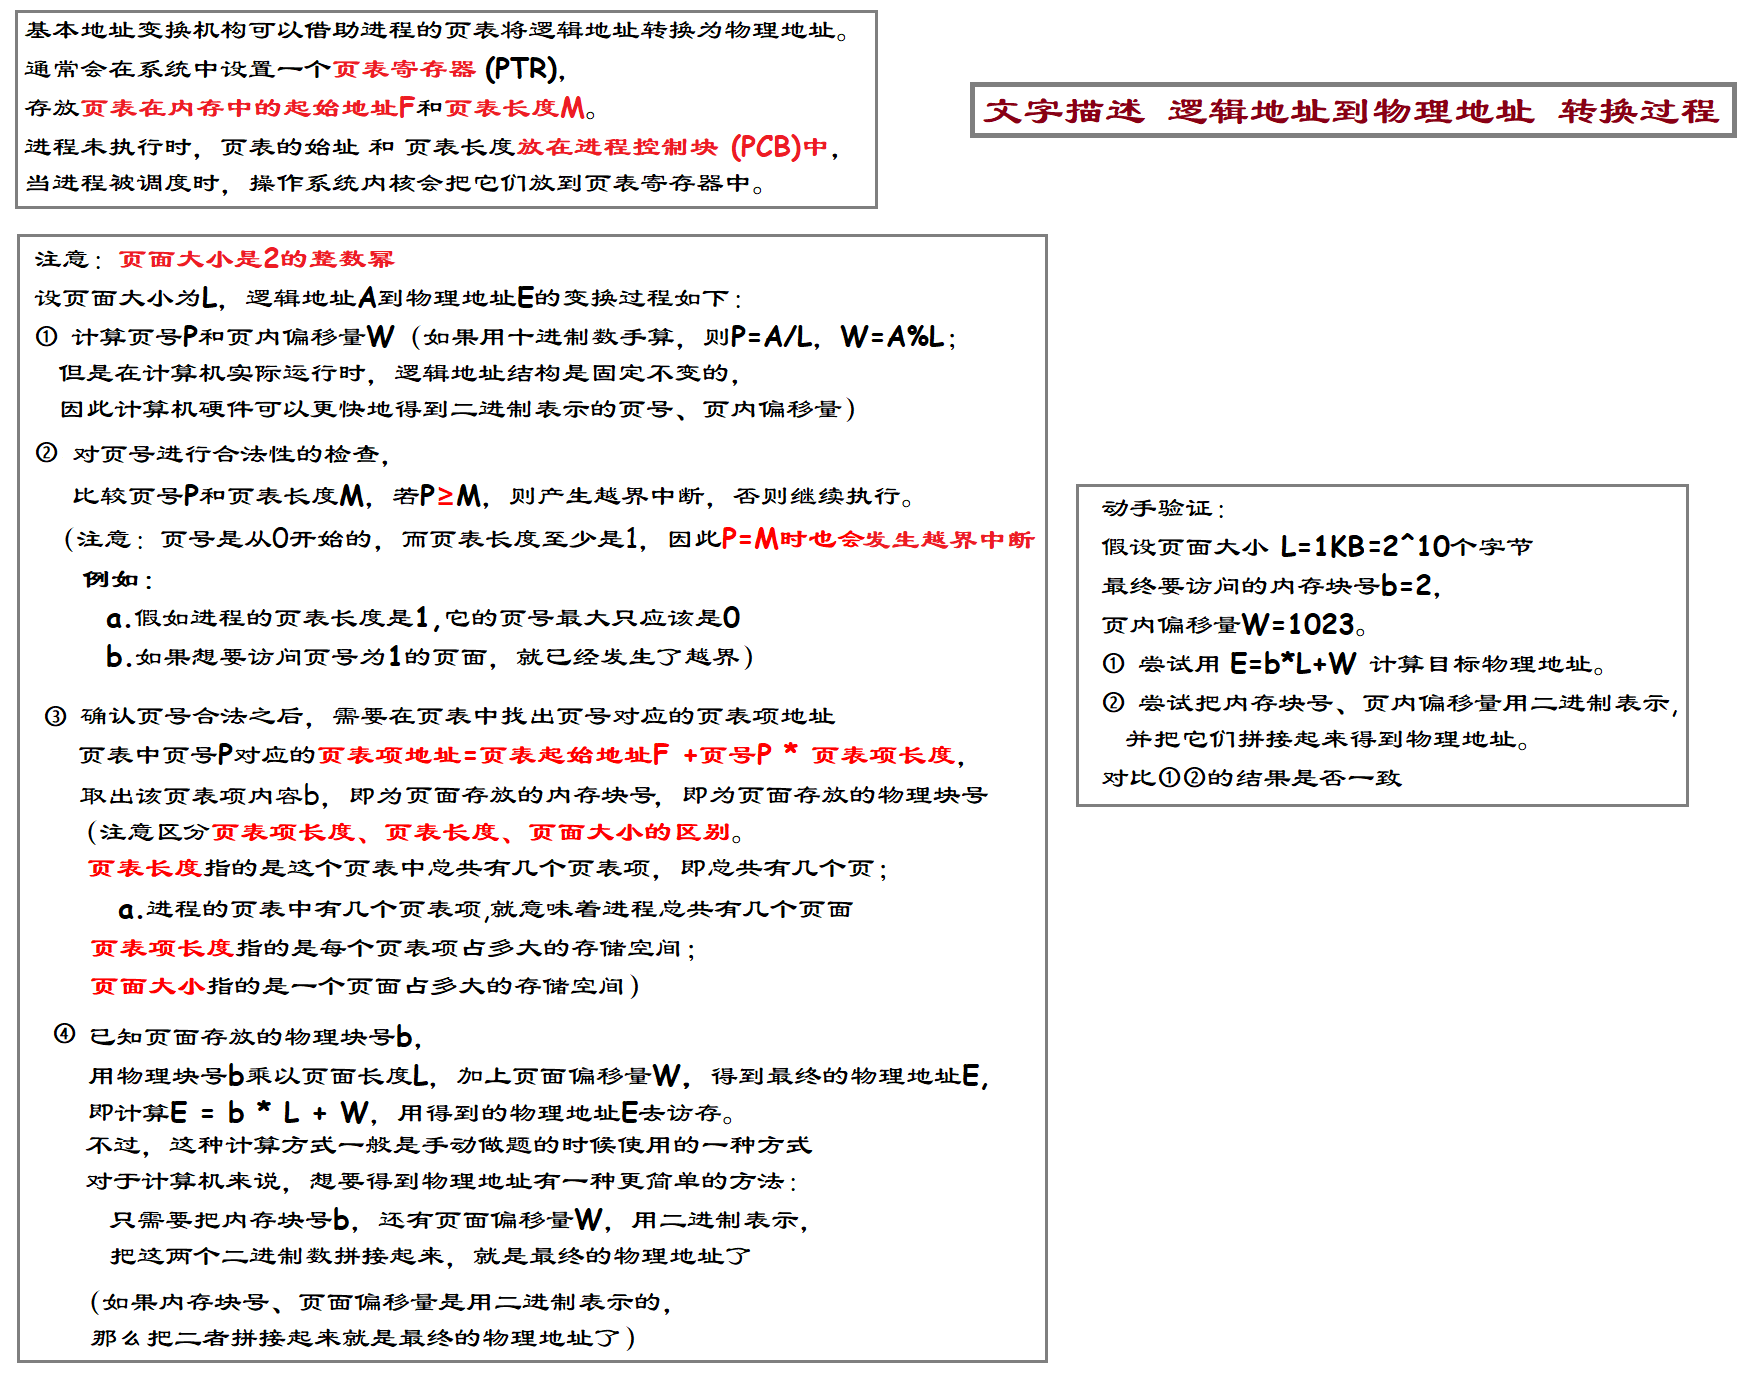 基本地址变换机构可以借助进程的页表将逻辑地址转换为物理地址。
通常会在系统中设置一个页表寄存器 (PTR)，
存放页表在内存中的起始地址F和页表长度M。
进程未执行时，页表的始址 和 页表长度放在进程控制块 (PCB)中，
当进程被调度时，操作系统内核会把它们放到页表寄存器中。
文字描述 逻辑地址到物理地址 转换过程
注意：页面大小是2的整数幂
设页面大小为L，逻辑地址A到物理地址E的变换过程如下：
① 计算页号P和页内偏移量W（如果用十进制数手算，则P=A/L，W=A%L；
但是在计算机实际运行时，逻辑地址结构是固定不变的，
因此计算机硬件可以更快地得到二进制表示的页号、页内偏移量）
② 对页号进行合法性的检查，
比较页号P和页表长度M，若P≥M，则产生越界中断，否则继续执行。
（注意：页号是从0开始的，而页表长度至少是1，因此P=M时也会发生越界中断
例如：
a.假如进程的页表长度是1,它的页号最大只应该是0
b.如果想要访问页号为1的页面，就已经发生了越界）
③ 确认页号合法之后，需要在页表中找出页号对应的页表项地址
页表中页号P对应的页表项地址=页表起始地址F +页号P * 页表项长度，
取出该页表项内容b，即为页面存放的内存块号，即为页面存放的物理块号
（注意区分页表项长度、页表长度、页面大小的区别。
页表长度指的是这个页表中总共有几个页表项，即总共有几个页；
a.进程的页表中有几个页表项,就意味着进程总共有几个页面
页表项长度指的是每个页表项占多大的存储空间；
页面大小指的是一个页面占多大的存储空间）
④ 已知页面存放的物理块号b，
用物理块号b乘以页面长度L，加上页面偏移量W，得到最终的物理地址E，
即计算E = b * L + W，用得到的物理地址E去访存。
不过，这种计算方式一般是手动做题的时候使用的一种方式
对于计算机来说，想要得到物理地址有一种更简单的方法：
只需要把内存块号b，还有页面偏移量W，用二进制表示，
把这两个二进制数拼接起来，就是最终的物理地址了
（如果内存块号、页面偏移量是用二进制表示的，
那么把二者拼接起来就是最终的物理地址了）
动手验证：
假设页面大小 L=1KB=2^10个字节
最终要访问的内存块号b=2，
页内偏移量W=1023。
① 尝试用 E=b*L+W 计算目标物理地址。
② 尝试把内存块号、页内偏移量用二进制表示，
并把它们拼接起来得到物理地址。
对比①②的结果是否一致